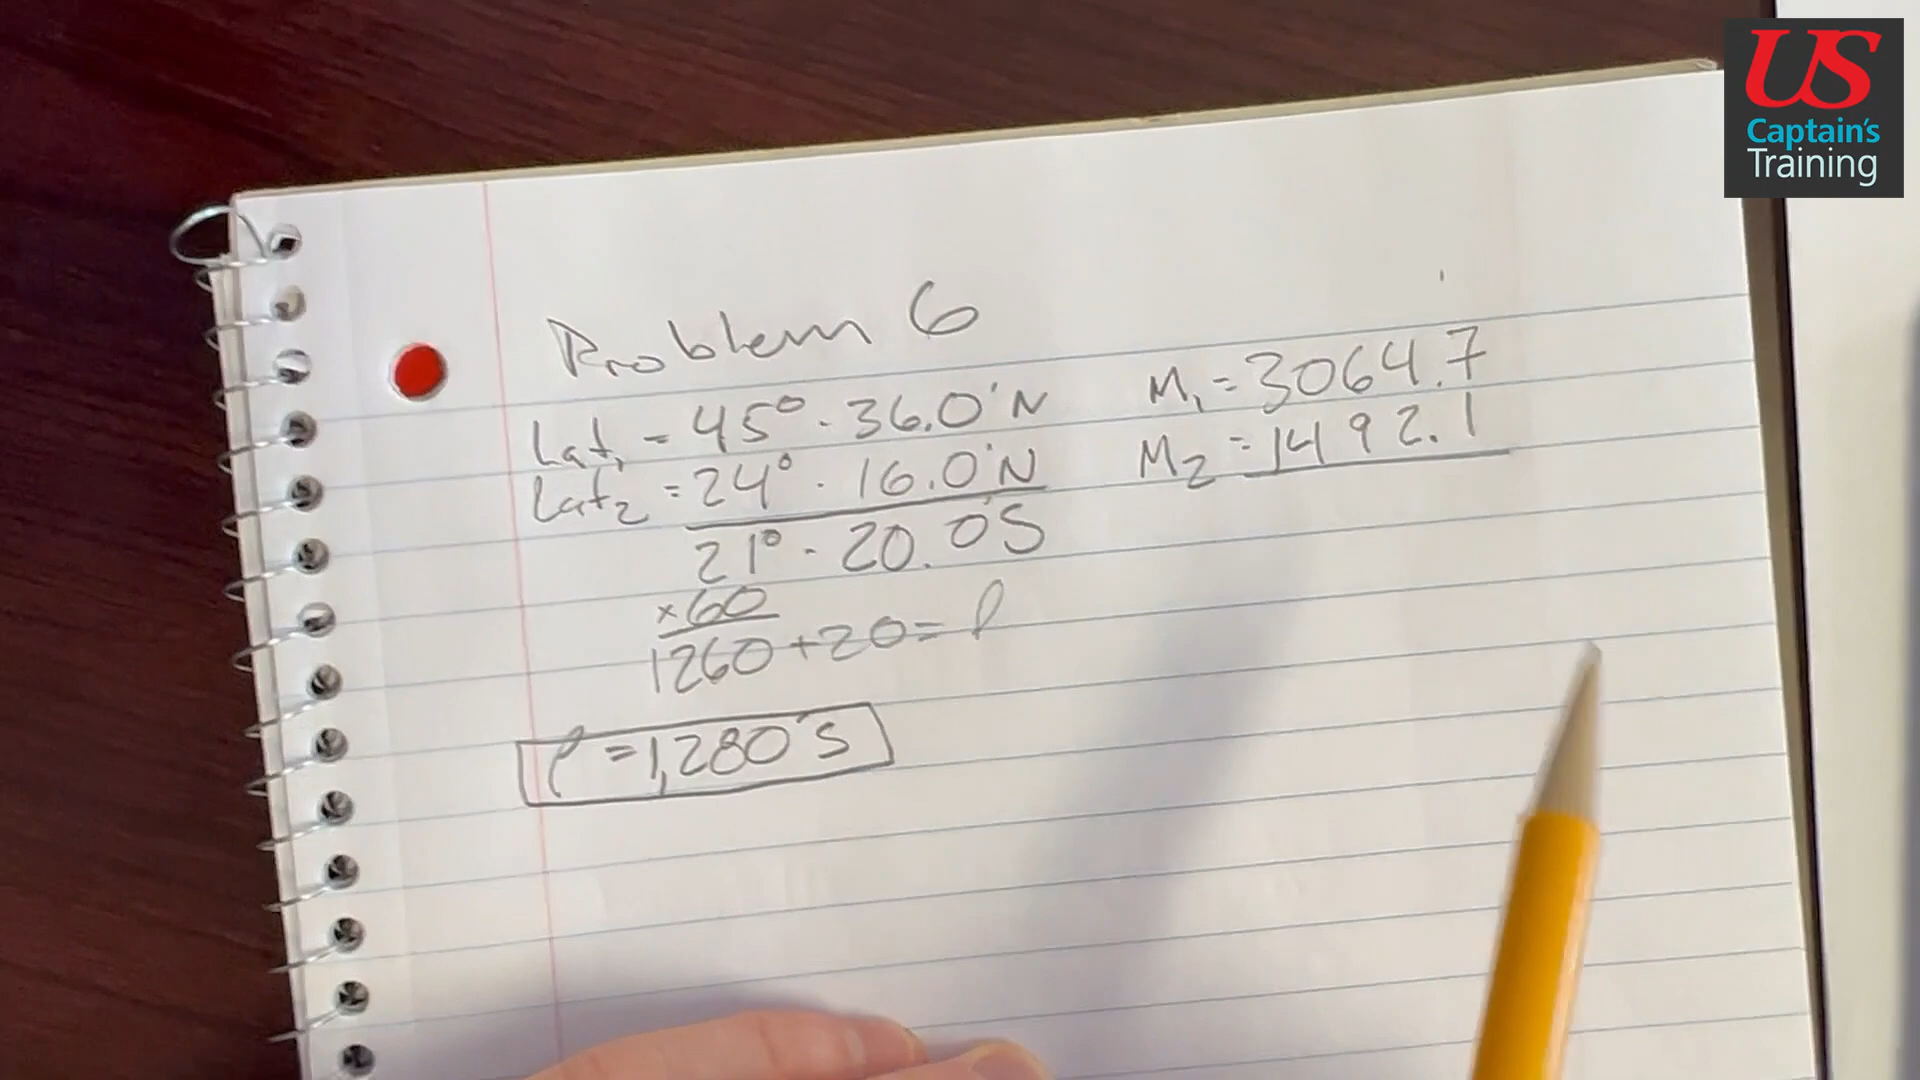 US
Captain's
Training
Problem 6
Lat₁ = 45° - 36.0'N
Lat₂ = 24° - 16.0'N
21° - 20.0'S
×60
1260 + 20 = l
l = 1,280'S
M₁ = 3064.7
M₂ = 1492.1